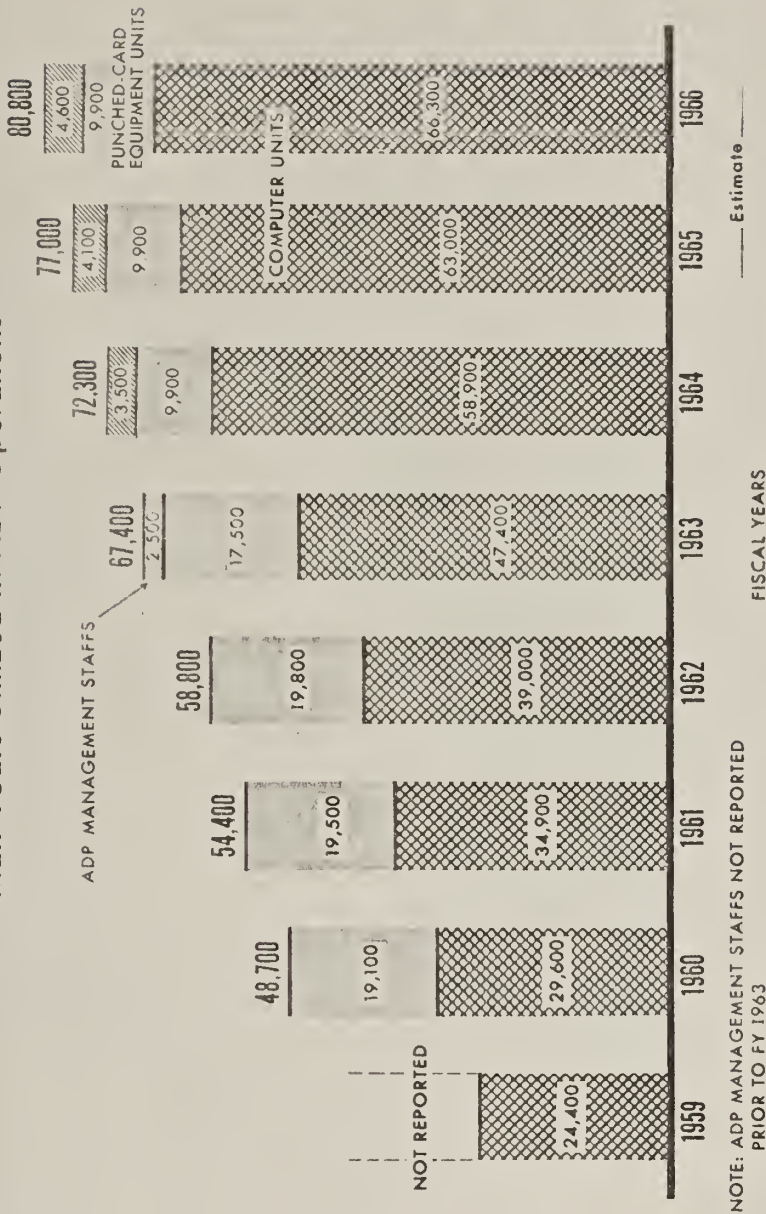 80,800
4,600
9,900
PUNCHED-CARD
EQUIPMENT UNITS
77,000
4,100
9,900
COMPUTER UNITS
66,300
63,000
72,300
3,500
9,900
58,900
ADP MANAGEMENT STAFFS
67,400
2,500
17,500
47,400
58,800
19,800
39,000
54,400
19,500
34,900
48,700
19,100
29,600
NOT REPORTED
24,400
1959 1960 1961 1962 1963 1964 1965 1966
Estimate
FISCAL YEARS
NOTE: ADP MANAGEMENT STAFFS NOT REPORTED
PRIOR TO FY 1963